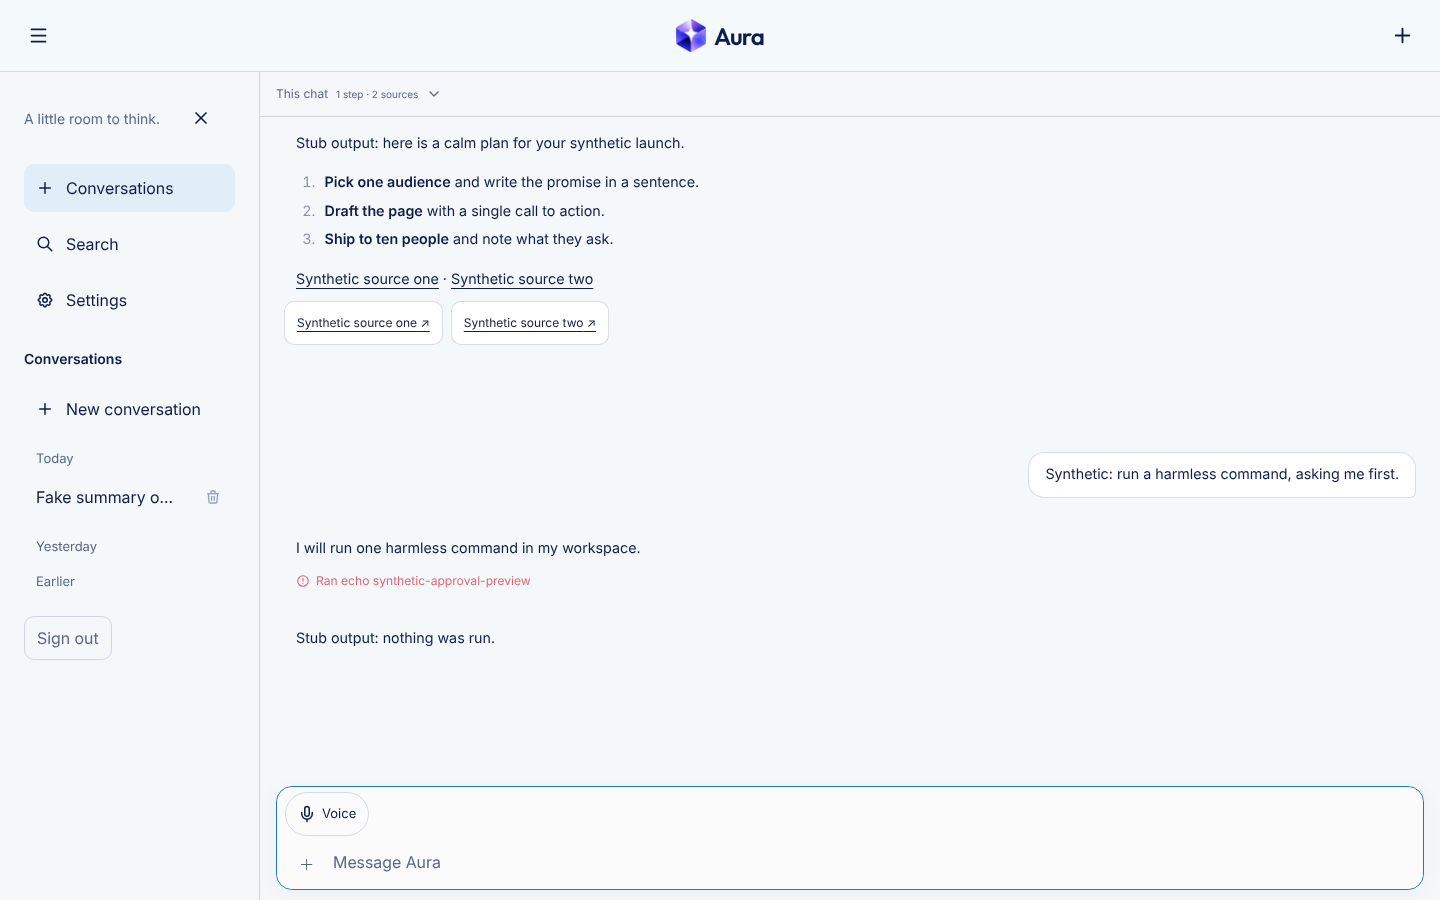 Aura
A little room to think.
Conversations
Search
Settings
Conversations
New conversation
Today
Fake summary o...
Yesterday
Earlier
Sign out
This chat 1 step · 2 sources
Stub output: here is a calm plan for your synthetic launch.
1. Pick one audience and write the promise in a sentence.
2. Draft the page with a single call to action.
3. Ship to ten people and note what they ask.
Synthetic source one · Synthetic source two
Synthetic source one ↗ Synthetic source two ↗
Synthetic: run a harmless command, asking me first.
I will run one harmless command in my workspace.
Ran echo synthetic-approval-preview
Stub output: nothing was run.
Voice
Message Aura